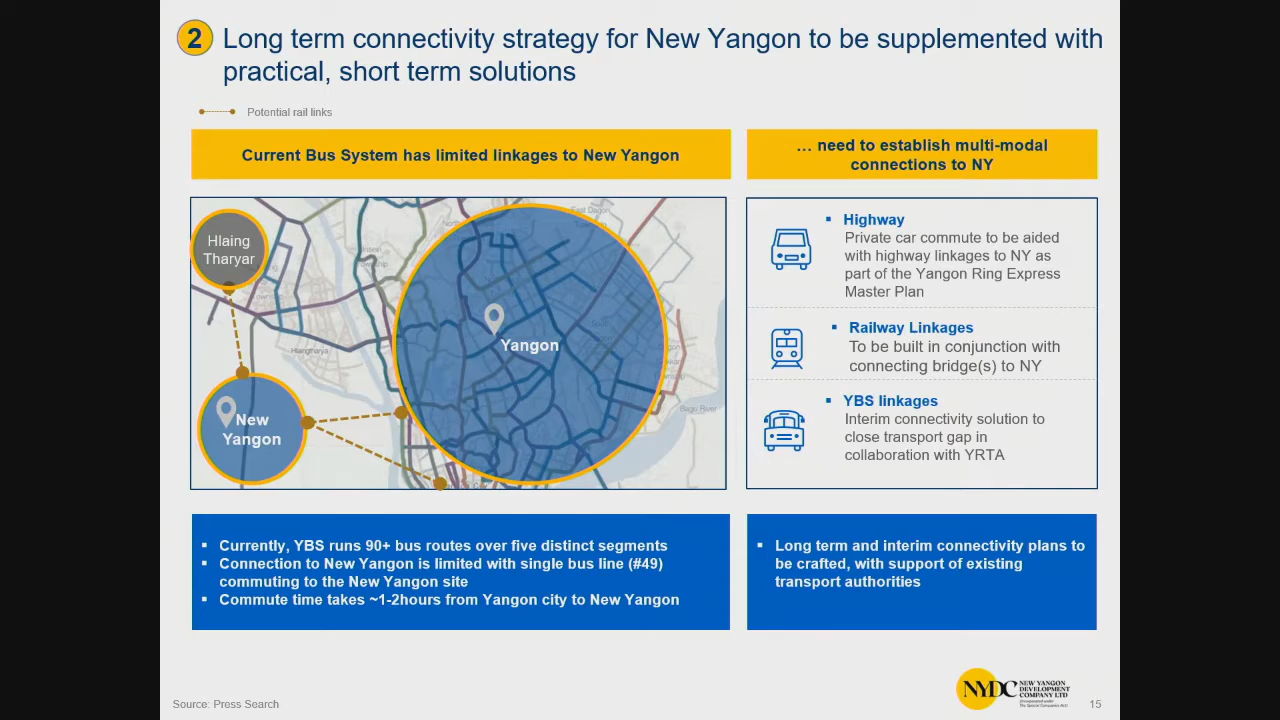 2
Long term connectivity strategy for New Yangon to be supplemented with
practical, short term solutions
Potential rail links
Current Bus System has limited linkages to New Yangon
… need to establish multi-modal
connections to NY
Hlaing
Tharyar
Yangon
New
Yangon
Hlaingtharya
East Dagon
Bago River
▪ Highway
Private car commute to be aided
with highway linkages to NY as
part of the Yangon Ring Express
Master Plan
▪ Railway Linkages
To be built in conjunction with
connecting bridge(s) to NY
▪ YBS linkages
Interim connectivity solution to
close transport gap in
collaboration with YRTA
▪ Currently, YBS runs 90+ bus routes over five distinct segments
▪ Connection to New Yangon is limited with single bus line (#49)
commuting to the New Yangon site
▪ Commute time takes ~1-2hours from Yangon city to New Yangon
▪ Long term and interim connectivity plans to
be crafted, with support of existing
transport authorities
Source: Press Search
NYDC
NEW YANGON
DEVELOPMENT
COMPANY LTD
15